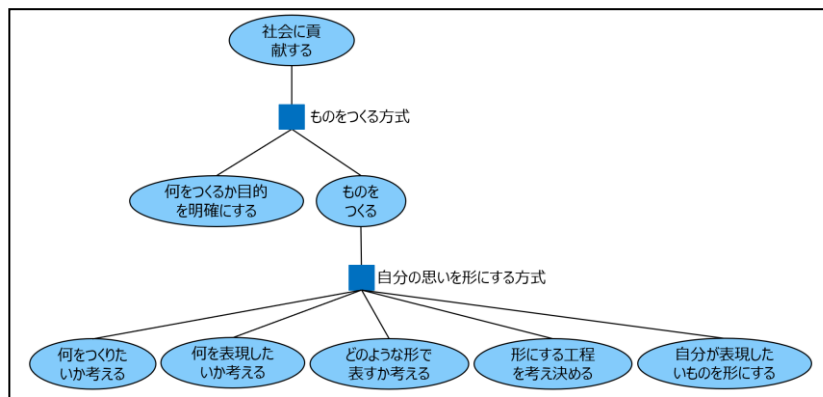 社会に貢
献する
ものをつくる方式
何をつくるか目的
を明確にする
ものを
つくる
自分の思いを形にする方式
何をつくりた
いか考える
何を表現した
いか考える
どのような形で
表すか考える
形にする工程
を考え決める
自分が表現した
いものを形にする